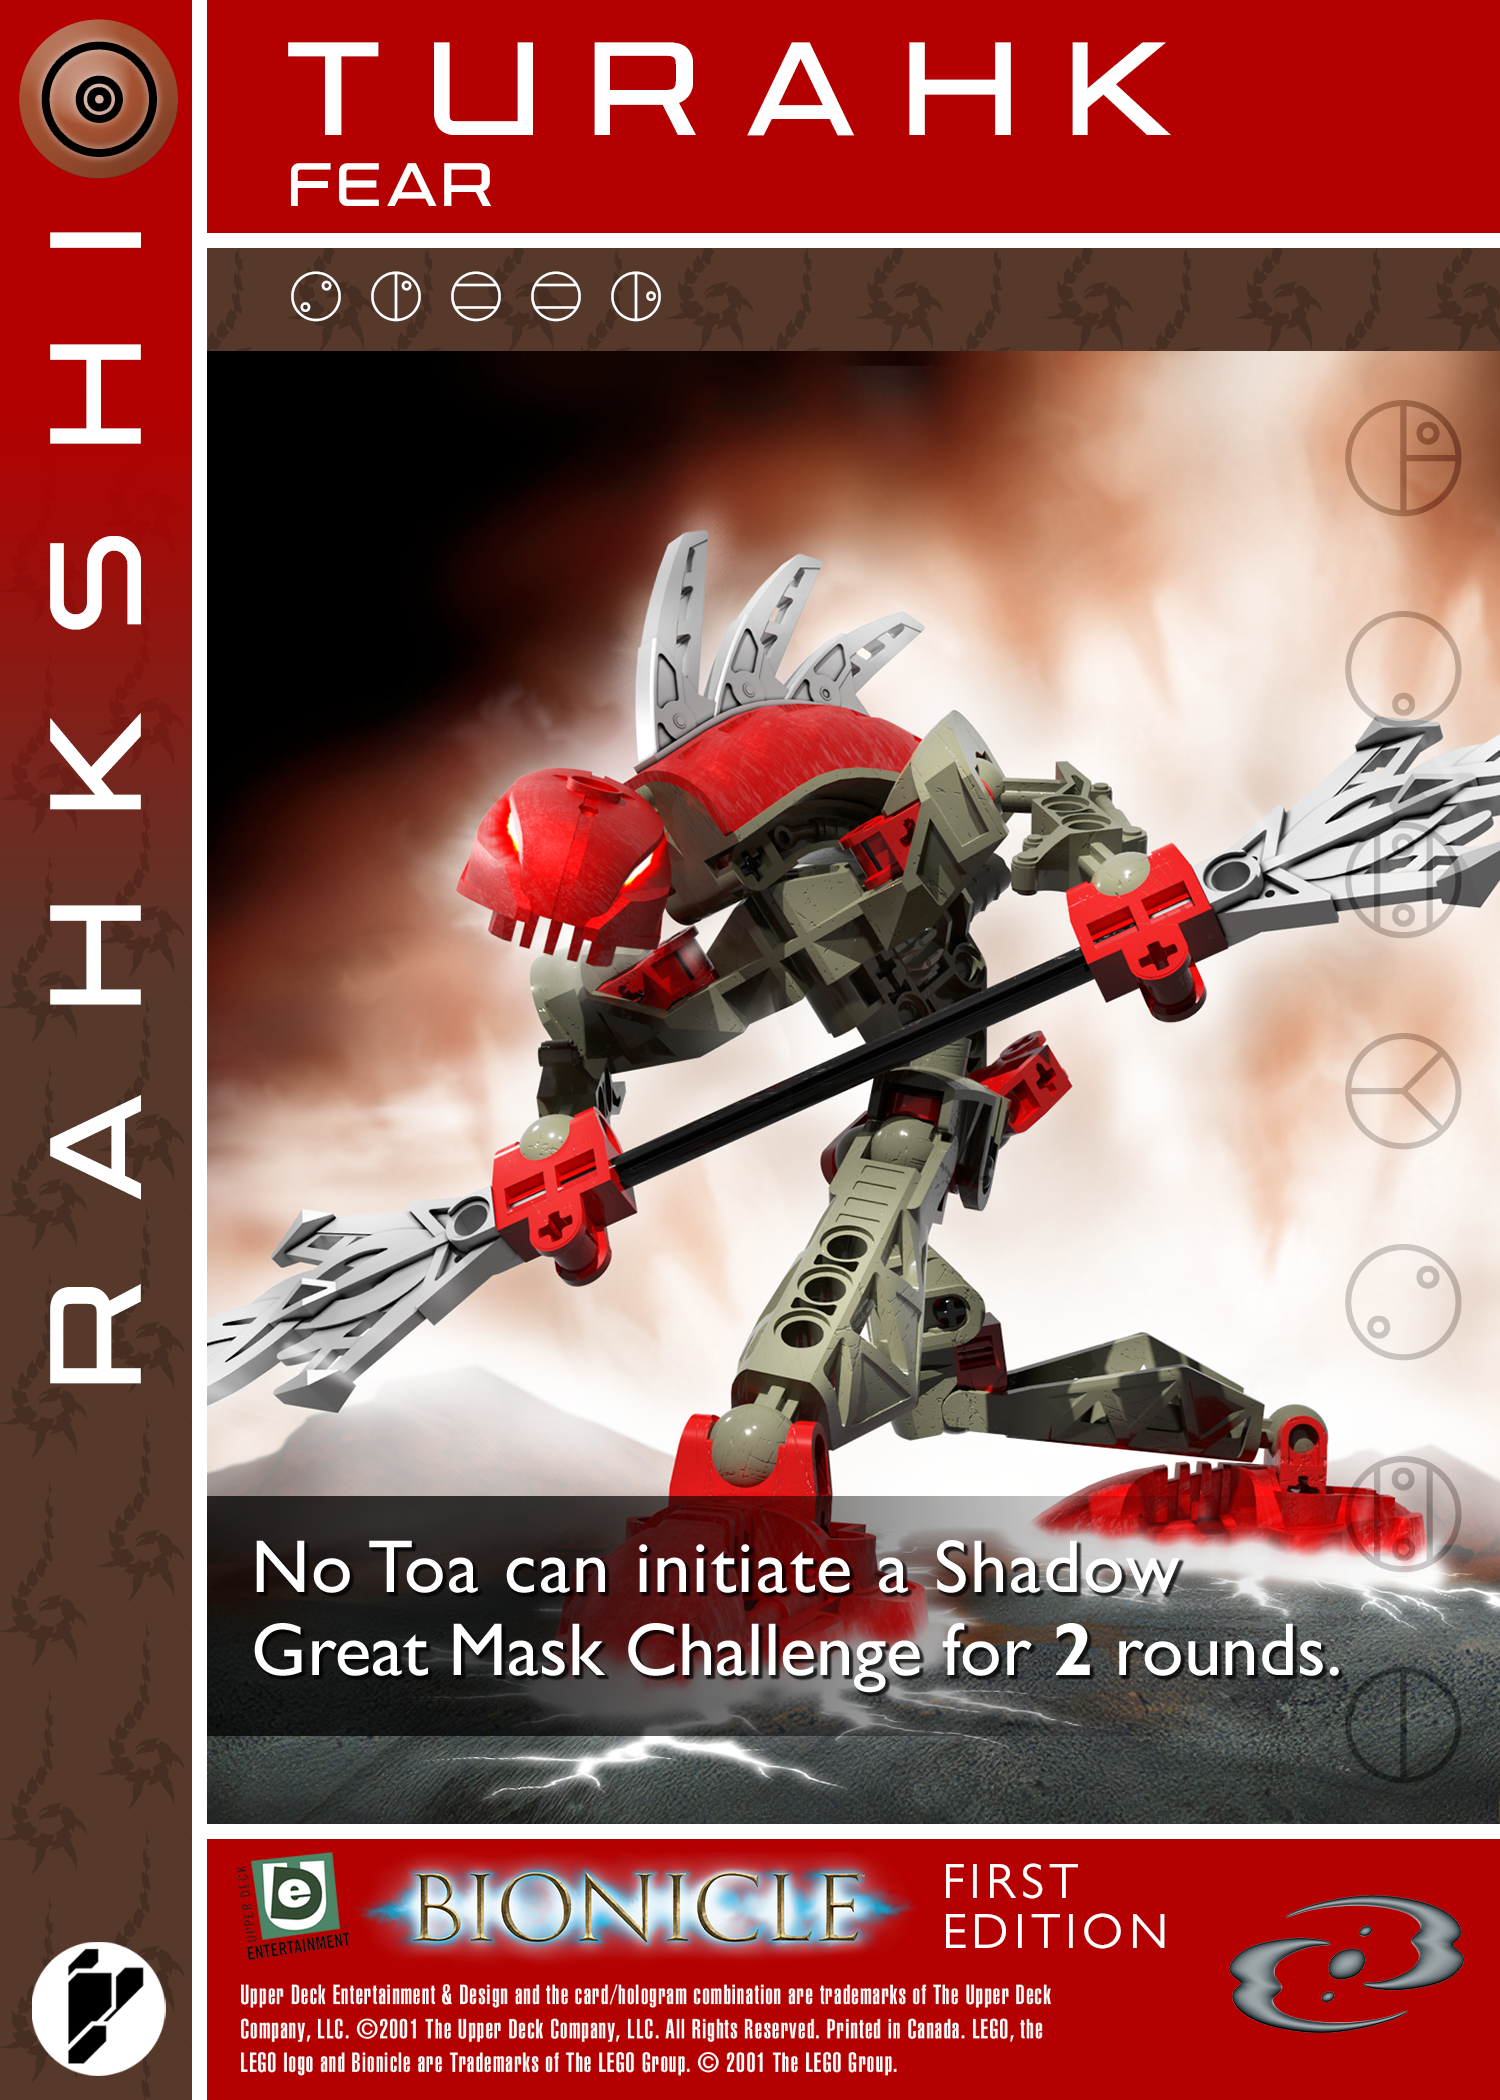 TURAHK
FEAR
RAHKSHI
No Toa can initiate a Shadow
Great Mask Challenge for 2 rounds.
UPPER DECK
e
ENTERTAINMENT
BIONICLE
FIRST
EDITION
Upper Deck Entertainment & Design and the card/hologram combination are trademarks of The Upper Deck
Company, LLC. ©2001 The Upper Deck Company, LLC. All Rights Reserved. Printed in Canada. LEGO, the
LEGO logo and Bionicle are Trademarks of The LEGO Group. © 2001 The LEGO Group.